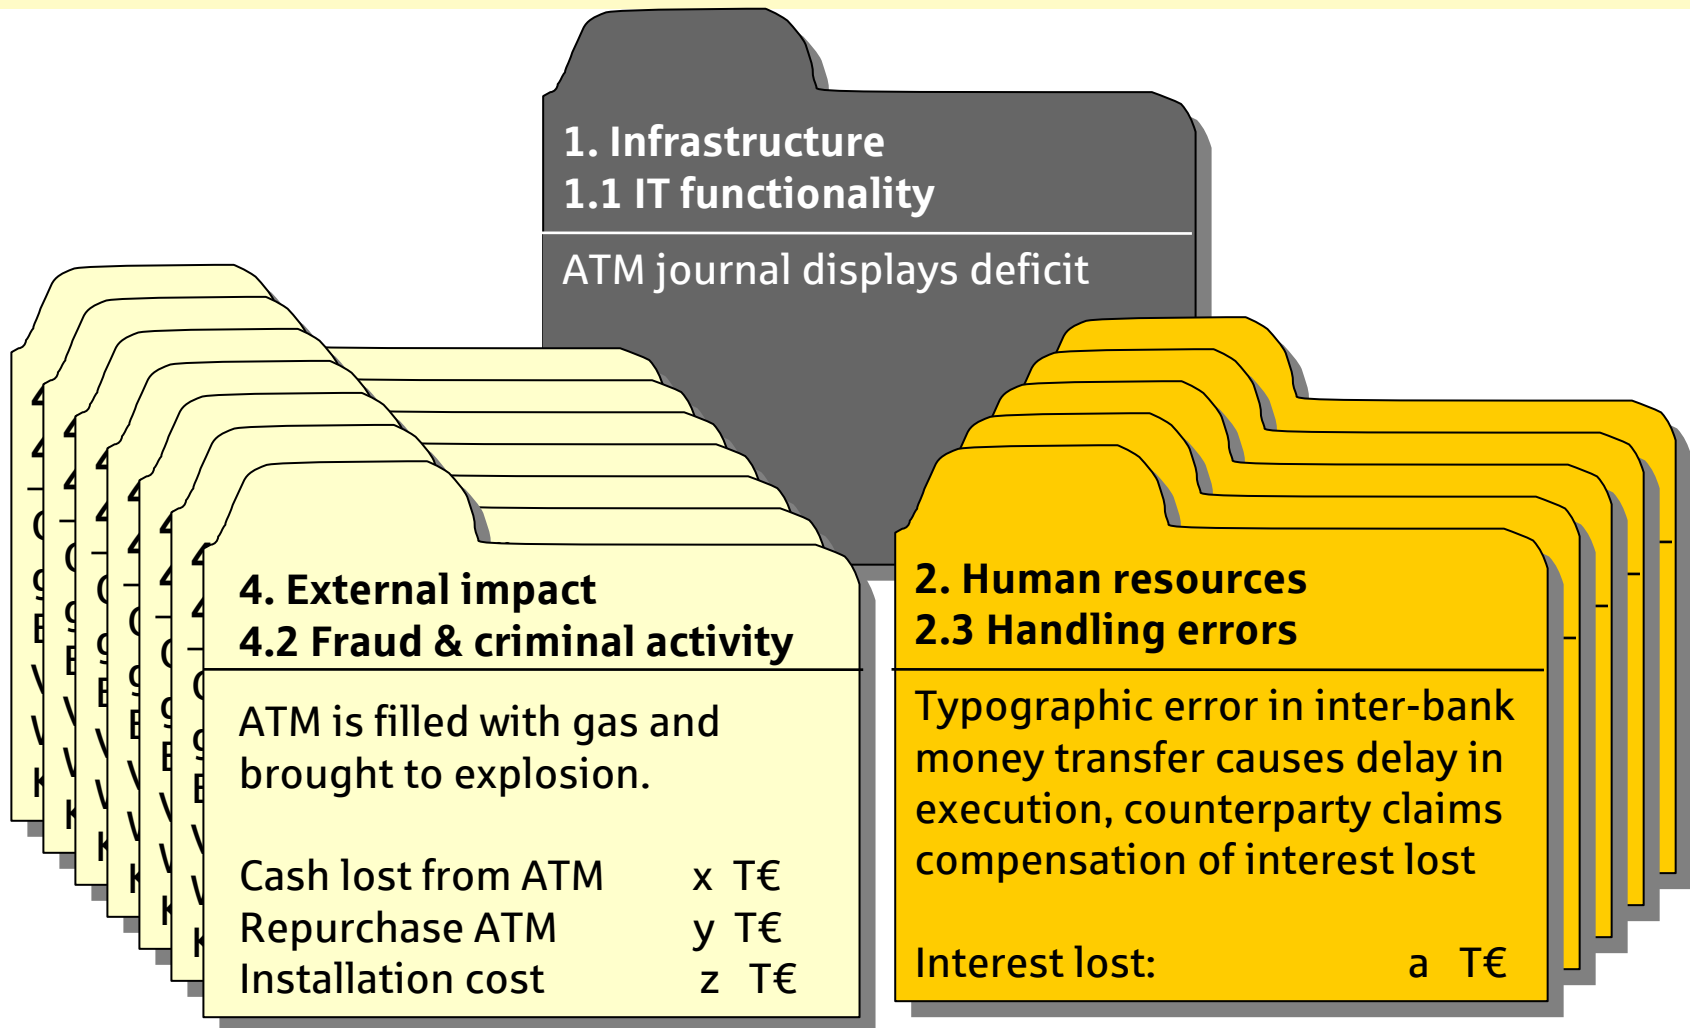 1. Infrastructure
1.1 IT functionality
ATM journal displays deficit
4. External impact
4.2 Fraud & criminal activity
ATM is filled with gas and
brought to explosion.
Cash lost from ATM x T€
Repurchase ATM y T€
Installation cost z T€
2. Human resources
2.3 Handling errors
Typographic error in inter-bank
money transfer causes delay in
execution, counterparty claims
compensation of interest lost
Interest lost: a T€